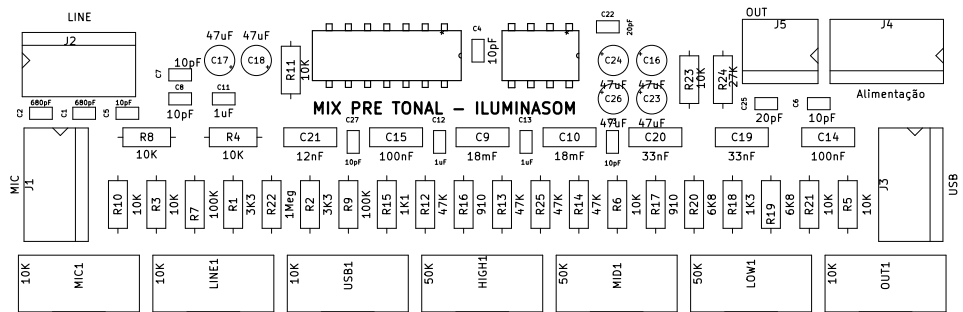 LINE
J2
47uF 47uF
C17 C18
10pF
C7
C8
10pF
C11
1uF
R11
10K
C4
10pF
C22
20pF
C24 C16
47uF 47uF
C26 C23
47uF 47uF
R23
10K
R24
27K
OUT
J5
J4
Alimentação
C25
20pF
C6
10pF
680pF 680pF 10pF
C2 C1 C5
MIX PRE TONAL - ILUMINASOM
R8
10K
R4
10K
C21
12nF
C27
10pF
C15
100nF
C12
1uF
C9
18mF
C13
1uF
C10
18mF
10pF
C20
33nF
C19
33nF
C14
100nF
MIC
J1
R10 10K
R3 10K
R7 100K
R1 3K3
R22 1Meg
R2 3K3
R9 100K
R15 1K1
R12 47K
R16 910
R13 47K
R25 47K
R14 47K
R6 10K
R17 910
R20 6K8
R18 1K3
R19 6K8
R21 10K
R5 10K
J3
USB
10K MIC1
10K LINE1
10K USB1
50K HIGH1
50K MID1
50K LOW1
10K OUT1